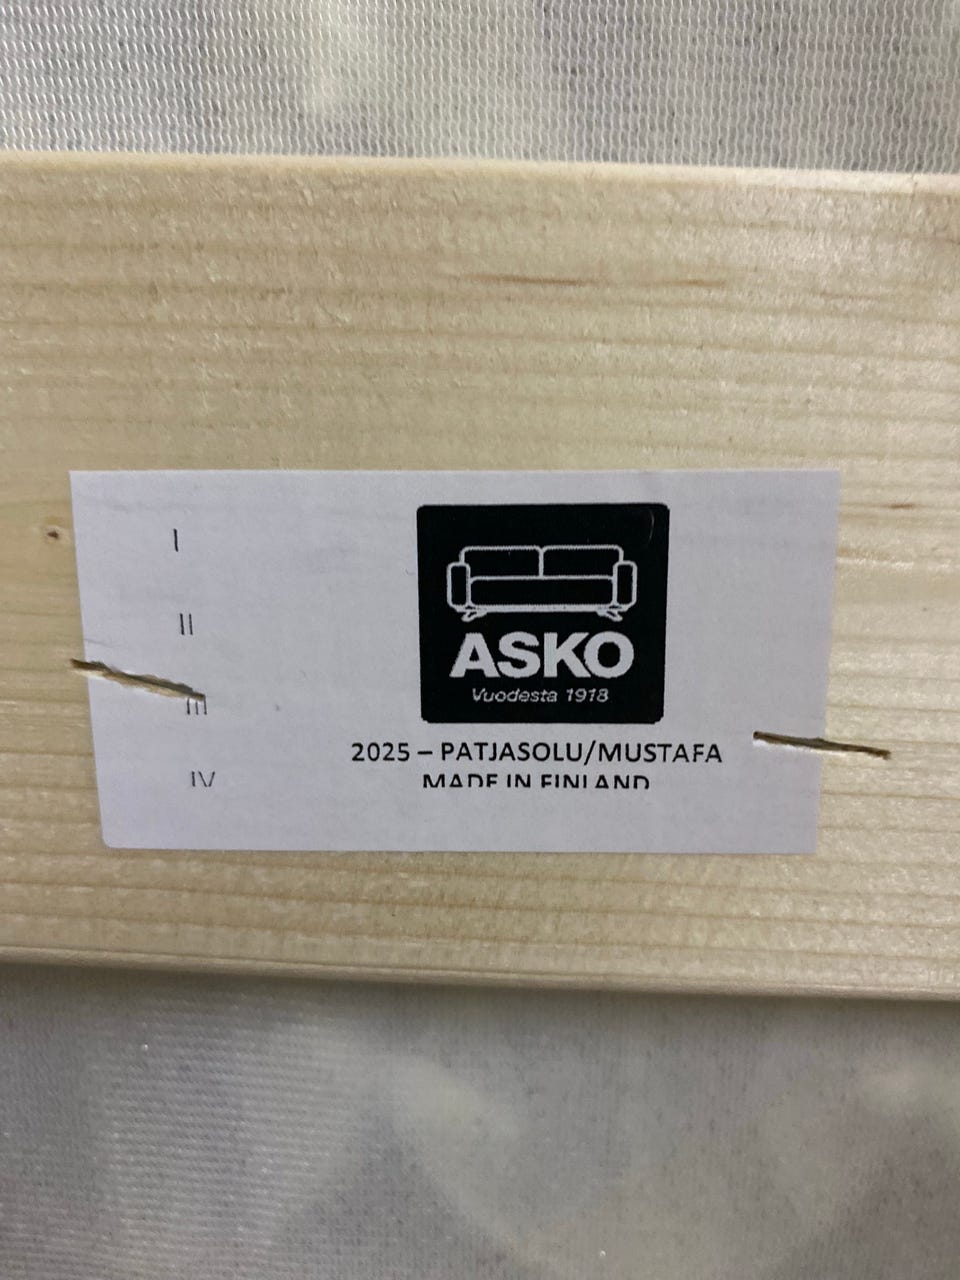 I
II
III
IV
ASKO
Vuodesta 1918
2025 – PATJASOLU/MUSTAFA
MADE IN FINLAND